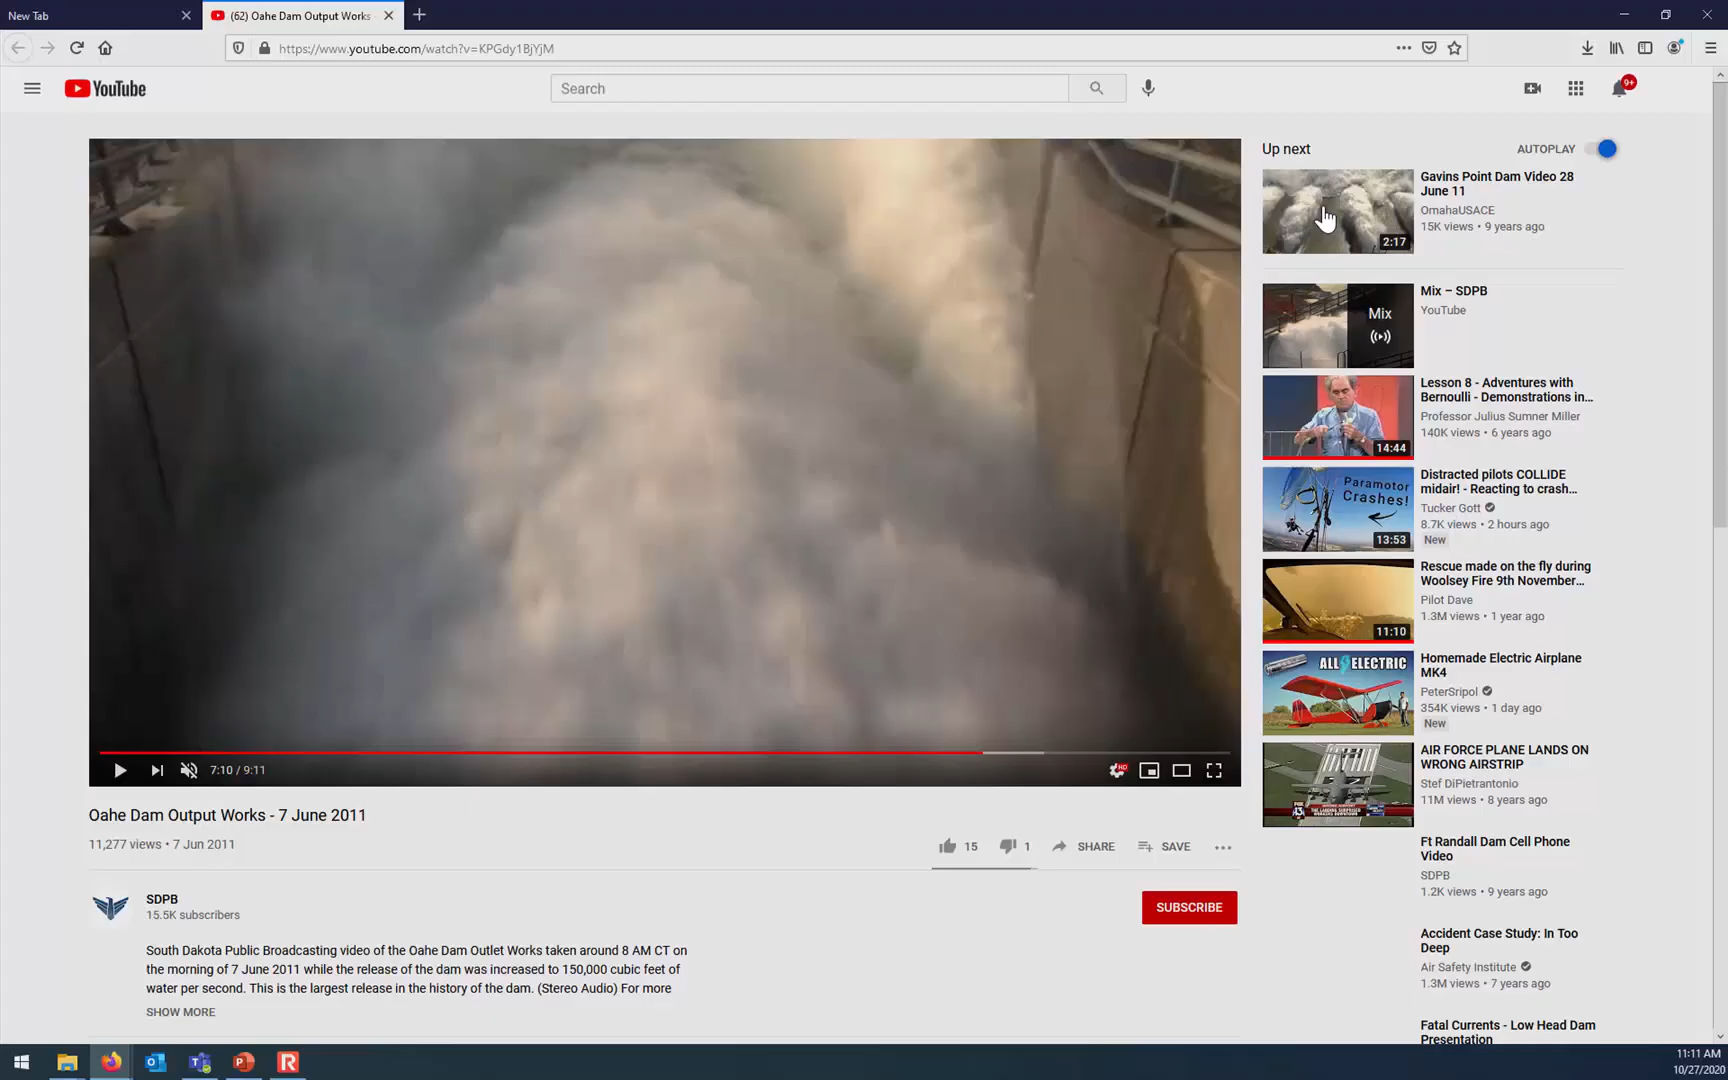 New Tab
(62) Oahe Dam Output Works
https://www.youtube.com/watch?v=KPGdy1BjYjM
YouTube
Search
9+
Up next
AUTOPLAY
Gavins Point Dam Video 28
June 11
OmahaUSACE
15K views • 9 years ago
2:17
Mix – SDPB
YouTube
Mix
Lesson 8 - Adventures with
Bernoulli - Demonstrations in...
Professor Julius Sumner Miller
140K views • 6 years ago
14:44
Distracted pilots COLLIDE
midair! - Reacting to crash...
Tucker Gott
8.7K views • 2 hours ago
New
Paramotor
Crashes!
13:53
Rescue made on the fly during
Woolsey Fire 9th November...
Pilot Dave
1.3M views • 1 year ago
11:10
Homemade Electric Airplane
MK4
PeterSripol
354K views • 1 day ago
New
ALL ELECTRIC
AIR FORCE PLANE LANDS ON
WRONG AIRSTRIP
Stef DiPietrantonio
11M views • 8 years ago
FOX
13
Ft Randall Dam Cell Phone
Video
SDPB
1.2K views • 9 years ago
Accident Case Study: In Too
Deep
Air Safety Institute
1.3M views • 7 years ago
Fatal Currents - Low Head Dam
Presentation
7:10 / 9:11
HD
Oahe Dam Output Works - 7 June 2011
11,277 views • 7 Jun 2011
15
1
SHARE
SAVE
SDPB
15.5K subscribers
SUBSCRIBE
South Dakota Public Broadcasting video of the Oahe Dam Outlet Works taken around 8 AM CT on
the morning of 7 June 2011 while the release of the dam was increased to 150,000 cubic feet of
water per second. This is the largest release in the history of the dam. (Stereo Audio) For more
SHOW MORE
11:11 AM
10/27/2020